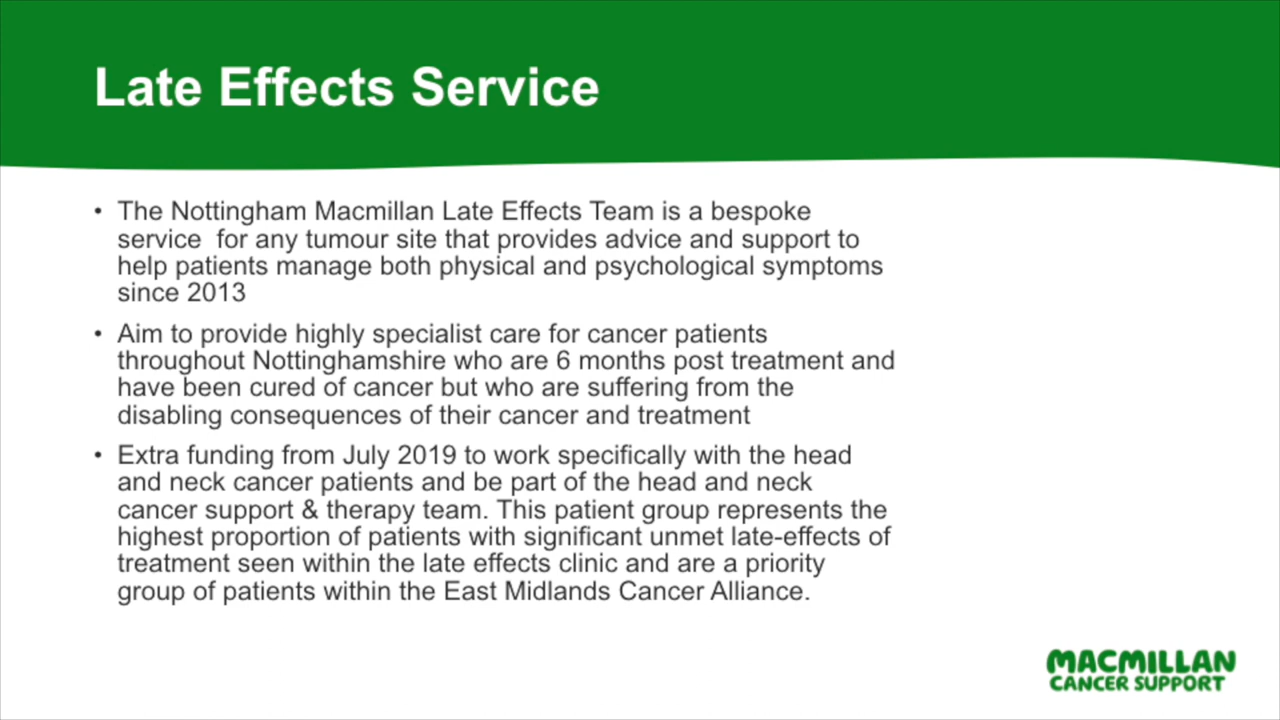 Late Effects Service
• The Nottingham Macmillan Late Effects Team is a bespoke
service  for any tumour site that provides advice and support to
help patients manage both physical and psychological symptoms
since 2013
• Aim to provide highly specialist care for cancer patients
throughout Nottinghamshire who are 6 months post treatment and
have been cured of cancer but who are suffering from the
disabling consequences of their cancer and treatment
• Extra funding from July 2019 to work specifically with the head
and neck cancer patients and be part of the head and neck
cancer support & therapy team. This patient group represents the
highest proportion of patients with significant unmet late-effects of
treatment seen within the late effects clinic and are a priority
group of patients within the East Midlands Cancer Alliance.
MACMILLAN
CANCER SUPPORT